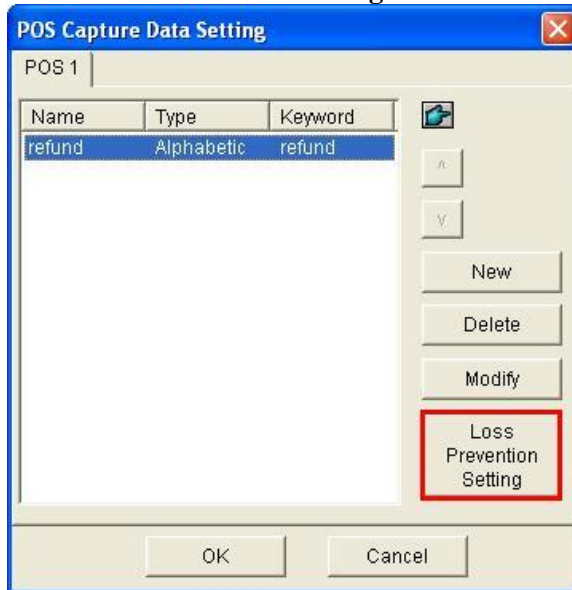 POS Capture Data Setting
POS 1
Name Type Keyword
refund Alphabetic refund
^
v
New
Delete
Modify
Loss
Prevention
Setting
OK Cancel